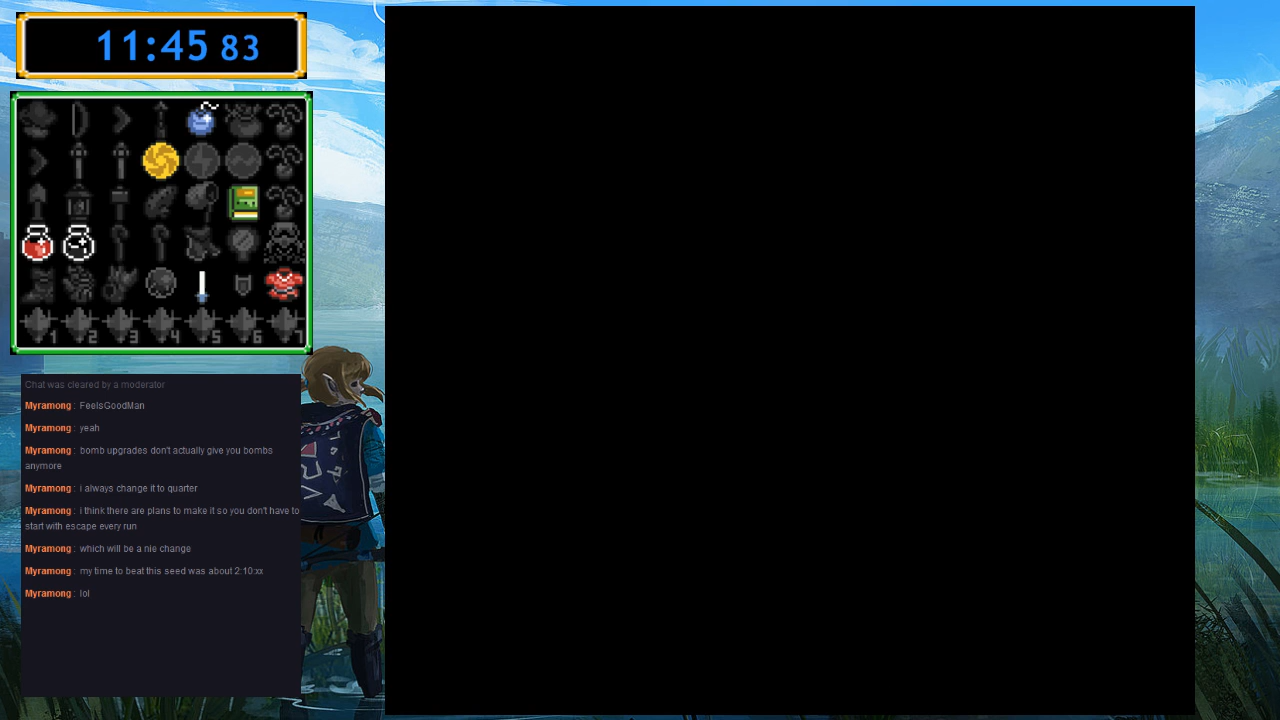 11:45 83
1 2 3 4 5 6 7
Chat was cleared by a moderator
Myramong: FeelsGoodMan
Myramong: yeah
Myramong: bomb upgrades don't actually give you bombs
anymore
Myramong: i always change it to quarter
Myramong: i think there are plans to make it so you don't have to
start with escape every run
Myramong: which will be a nie change
Myramong: my time to beat this seed was about 2:10:xx
Myramong: lol